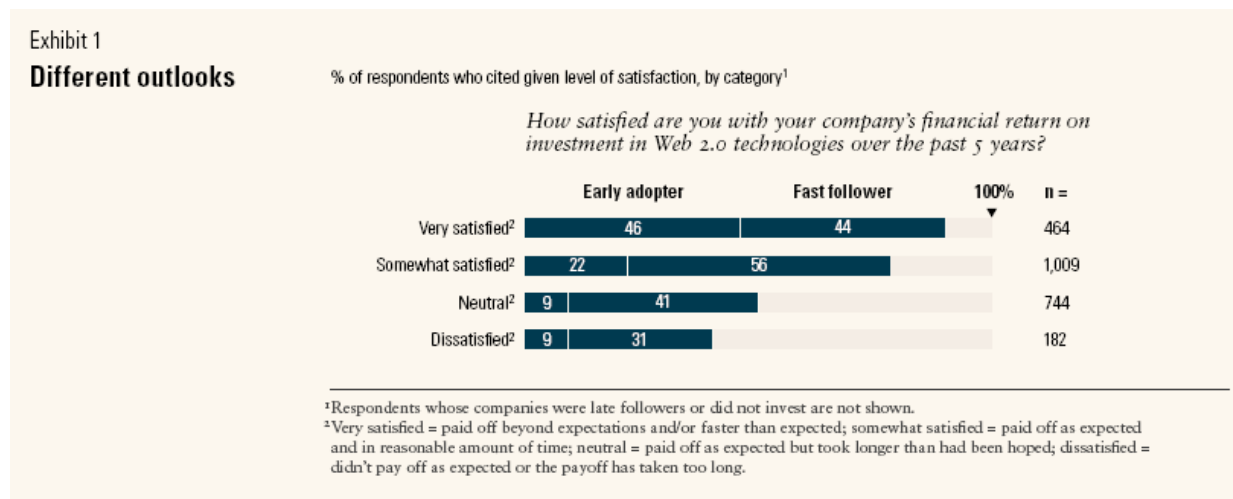 Exhibit 1
Different outlooks
% of respondents who cited given level of satisfaction, by category¹
How satisfied are you with your company's financial return on
investment in Web 2.0 technologies over the past 5 years?
Early adopter Fast follower 100% n =
Very satisfied² 46 44 464
Somewhat satisfied² 22 56 1,009
Neutral² 9 41 744
Dissatisfied² 9 31 182
¹Respondents whose companies were late followers or did not invest are not shown.
²Very satisfied = paid off beyond expectations and/or faster than expected; somewhat satisfied = paid off as expected
and in reasonable amount of time; neutral = paid off as expected but took longer than had been hoped; dissatisfied =
didn't pay off as expected or the payoff has taken too long.